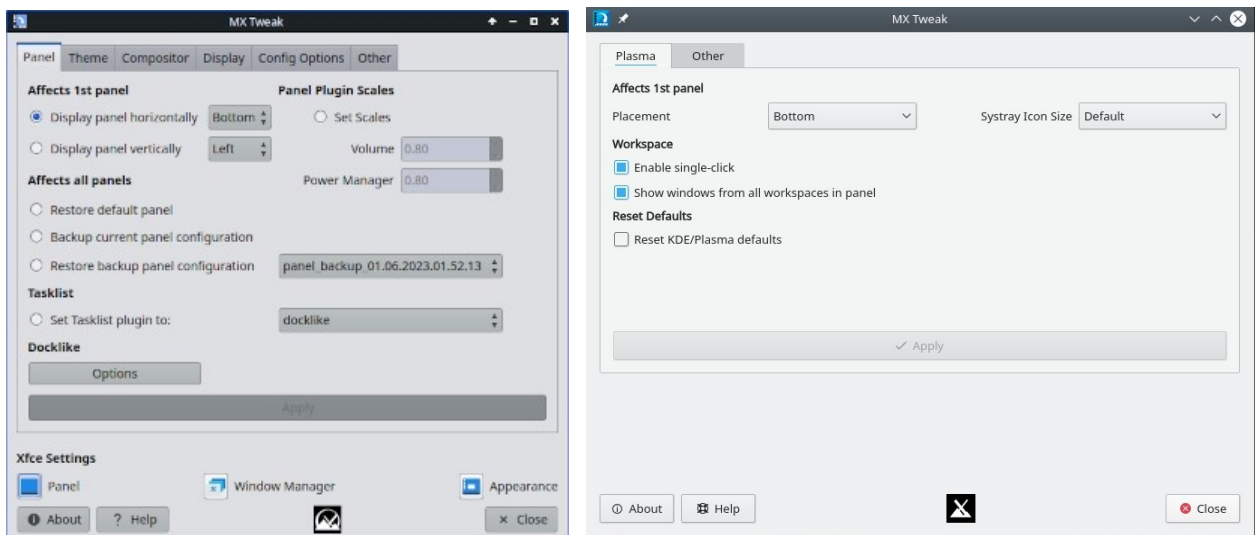 MX Tweak
Panel Theme Compositor Display Config Options Other
Affects 1st panel Panel Plugin Scales
Display panel horizontally Bottom Set Scales
Display panel vertically Left Volume 0.80
Affects all panels Power Manager 0.80
Restore default panel
Backup current panel configuration
Restore backup panel configuration panel_backup_01.06.2023.01.52.13
Tasklist
Set Tasklist plugin to: docklike
Docklike
Options
Apply
Xfce Settings
Panel Window Manager Appearance
About ? Help × Close
MX Tweak
Plasma Other
Affects 1st panel
Placement Bottom Systray Icon Size Default
Workspace
Enable single-click
Show windows from all workspaces in panel
Reset Defaults
Reset KDE/Plasma defaults
Apply
About Help Close